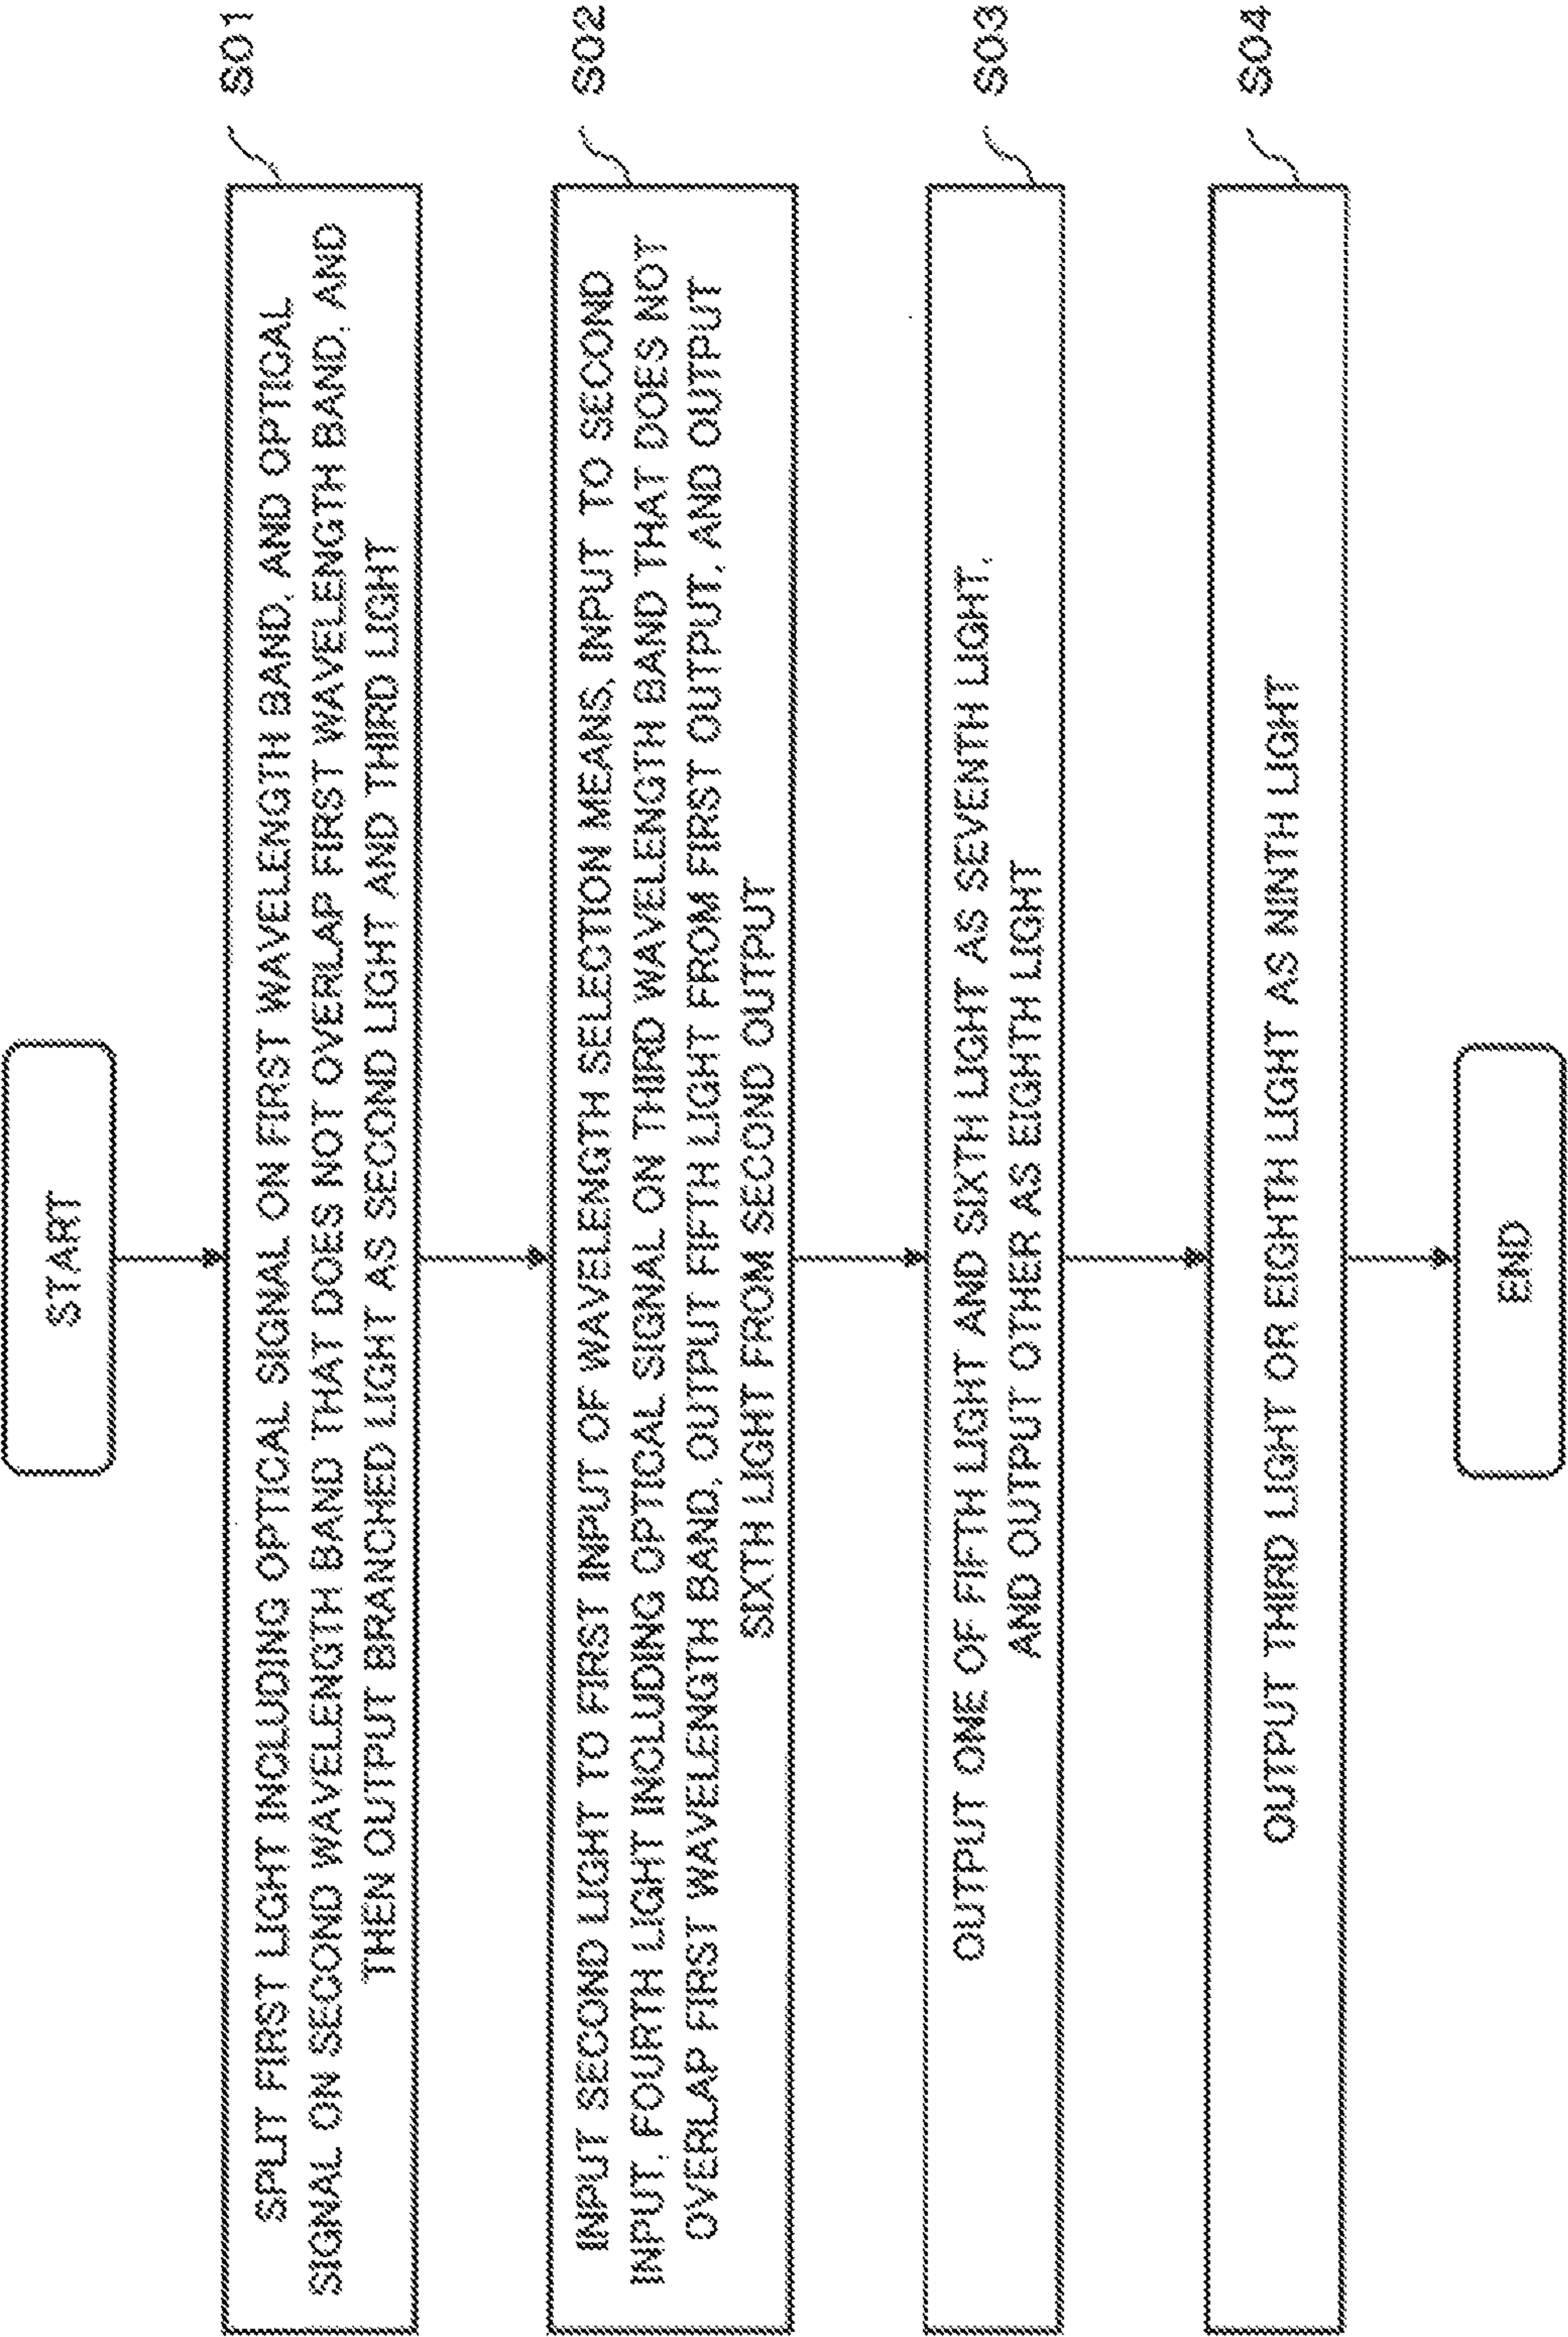 START
S01
SPLIT FIRST LIGHT INCLUDING OPTICAL SIGNAL ON FIRST WAVELENGTH BAND, AND OPTICAL
SIGNAL ON SECOND WAVELENGTH BAND THAT DOES NOT OVERLAP FIRST WAVELENGTH BAND, AND
THEN OUTPUT BRANCHED LIGHT AS SECOND LIGHT AND THIRD LIGHT
S02
INPUT SECOND LIGHT TO FIRST INPUT OF WAVELENGTH SELECTION MEANS, INPUT TO SECOND
INPUT, FOURTH LIGHT INCLUDING OPTICAL SIGNAL ON THIRD WAVELENGTH BAND THAT DOES NOT
OVERLAP FIRST WAVELENGTH BAND, OUTPUT FIFTH LIGHT FROM FIRST OUTPUT, AND OUTPUT
SIXTH LIGHT FROM SECOND OUTPUT
S03
OUTPUT ONE OF FIFTH LIGHT AND SIXTH LIGHT AS SEVENTH LIGHT,
AND OUTPUT OTHER AS EIGHTH LIGHT
S04
OUTPUT THIRD LIGHT OR EIGHTH LIGHT AS NINTH LIGHT
END